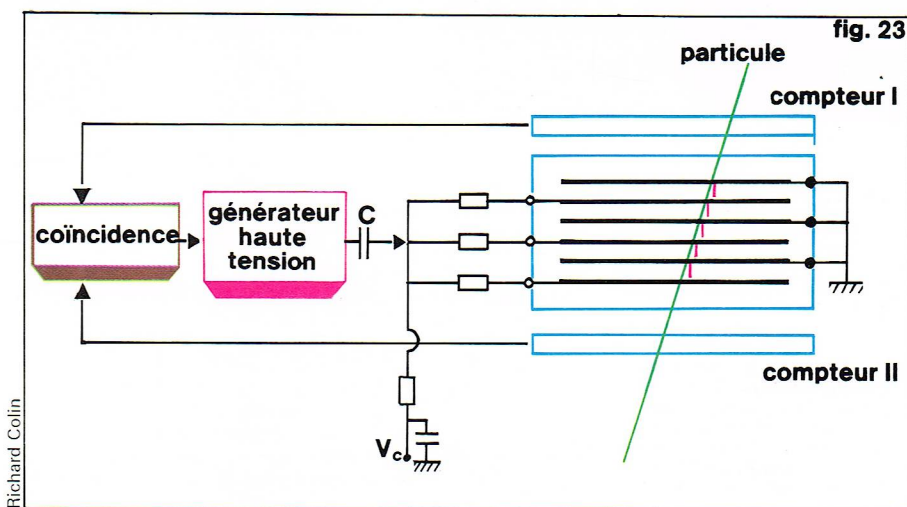 fig. 23
particule
compteur I
coïncidence
générateur
haute
tension
C
compteur II
Vc
Richard Colin